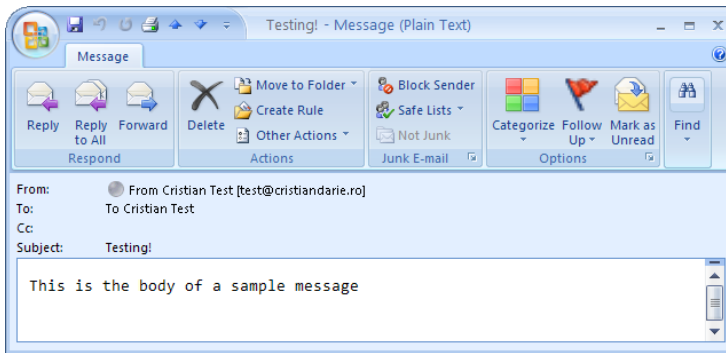 Testing! - Message (Plain Text)
Message
Reply
Reply to All
Forward
Respond
Delete
Move to Folder
Create Rule
Other Actions
Actions
Block Sender
Safe Lists
Not Junk
Junk E-mail
Categorize
Follow Up
Mark as Unread
Options
Find
From: From Cristian Test [test@cristiandarie.ro]
To: To Cristian Test
Cc:
Subject: Testing!
This is the body of a sample message